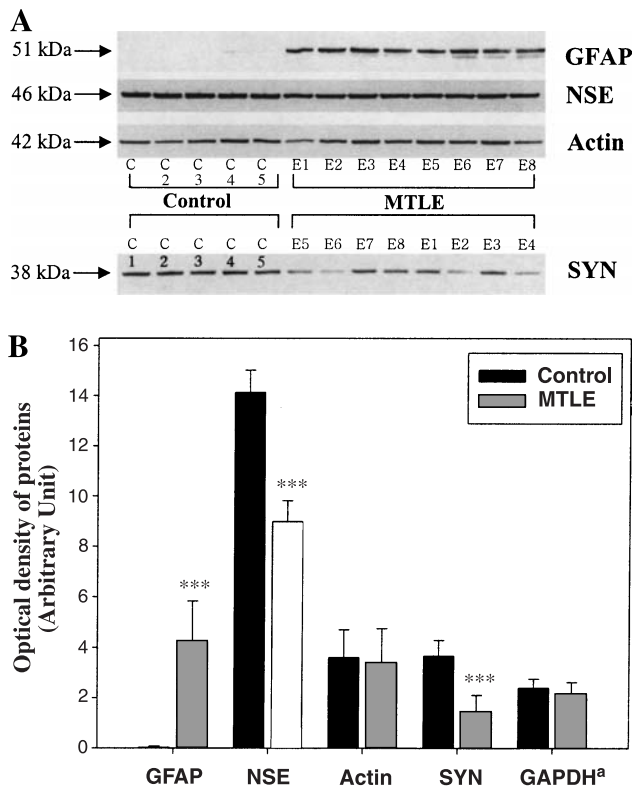 A
51 kDa GFAP
46 kDa NSE
42 kDa Actin
C C C C C E1 E2 E3 E4 E5 E6 E7 E8
2 3 4 5
Control MTLE
C C C C C E5 E6 E7 E8 E1 E2 E3 E4
1 2 3 4 5
38 kDa SYN
B
Optical density of proteins
(Arbitrary Unit)
16
14
12
10
8
6
4
2
0
Control
MTLE
***
***
***
GFAP NSE Actin SYN GAPDHa